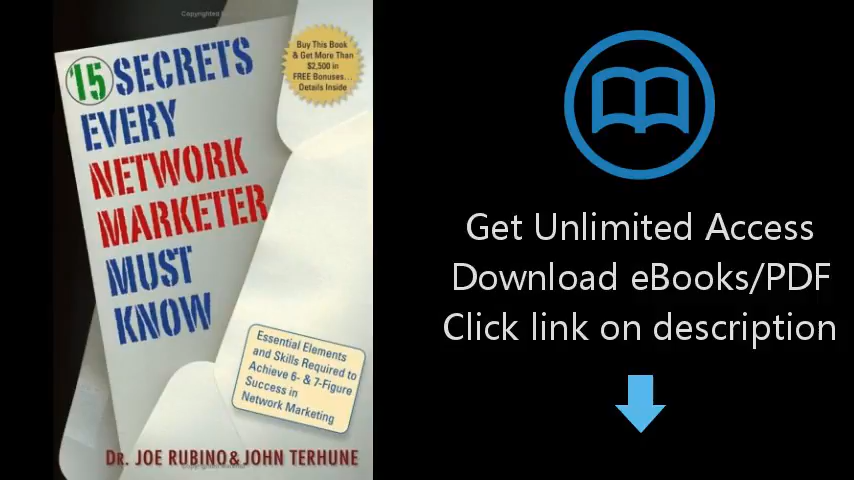 Copyrighted
15 SECRETS
EVERY
NETWORK
MARKETER
MUST
KNOW
Buy This Book
& Get More Than
$2,500 in
FREE Bonuses...
Details Inside
Essential Elements
and Skills Required to
Achieve 6- & 7-Figure
Success in
Network Marketing
DR. JOE RUBINO & JOHN TERHUNE
Get Unlimited Access
Download eBooks/PDF
Click link on description